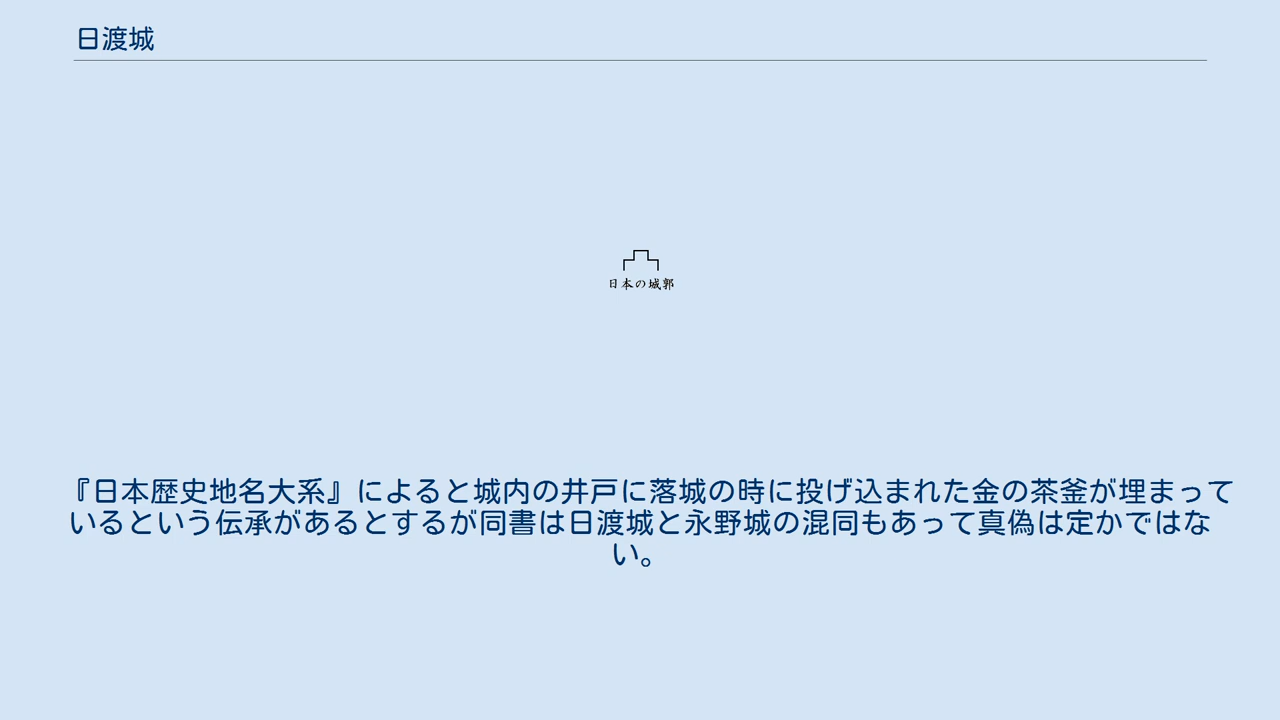 日渡城
日本の城郭
『日本歴史地名大系』によると城内の井戸に落城の時に投げ込まれた金の茶釜が埋まって
いるという伝承があるとするが同書は日渡城と永野城の混同もあって真偽は定かではな
い。